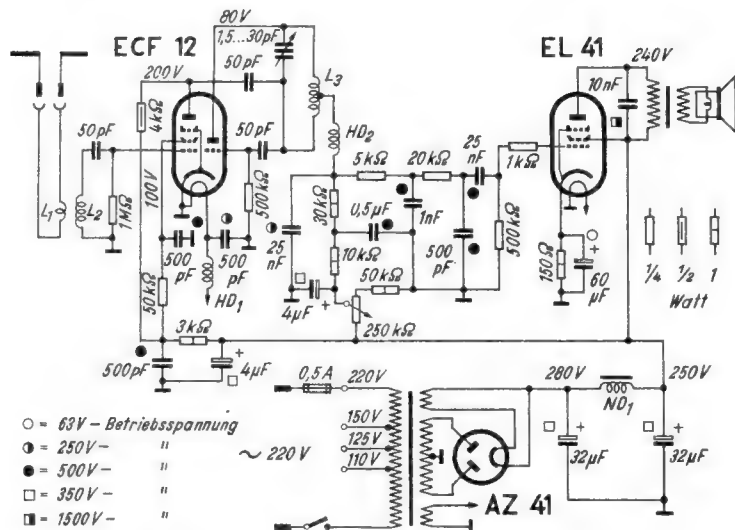 ECF 12
80V
1,5...30pF
50pF
L3
200V
4kΩ
HD2
50pF
50pF
L1
L2
1MΩ
100V
500kΩ
500 pF
500 pF
50kΩ
HD1
3kΩ
500pF
4µF
EL 41
240V
10nF
5kΩ
20kΩ
25 nF
1kΩ
30kΩ
0,5µF
1nF
25 nF
10kΩ
500 pF
500kΩ
4µF
50kΩ
250kΩ
150Ω
60 µF
1/4
1/2
1
Watt
0,5A
220V
150V
125V
110V
~ 220V
280V
250V
ND1
32µF
32µF
AZ 41
○ = 63V - Betriebsspannung
◑ = 250V - "
● = 500V - "
□ = 350V - "
◨ = 1500V - "